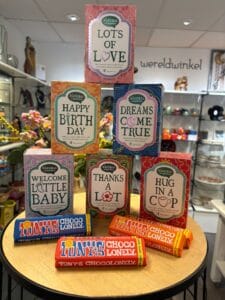 LOTS
OF
LOVE
wereldwinkel
HAPPY
BIRTH
DAY
DREAMS
COME
TRUE
WELCOME
LITTLE
BABY
THANKS
A
LOT
HUG IN
A
CUP
TONY'S
CHOCO
LONELY
TONY'S
CHOCO
LONELY
TONY'S CHOCOLONELY